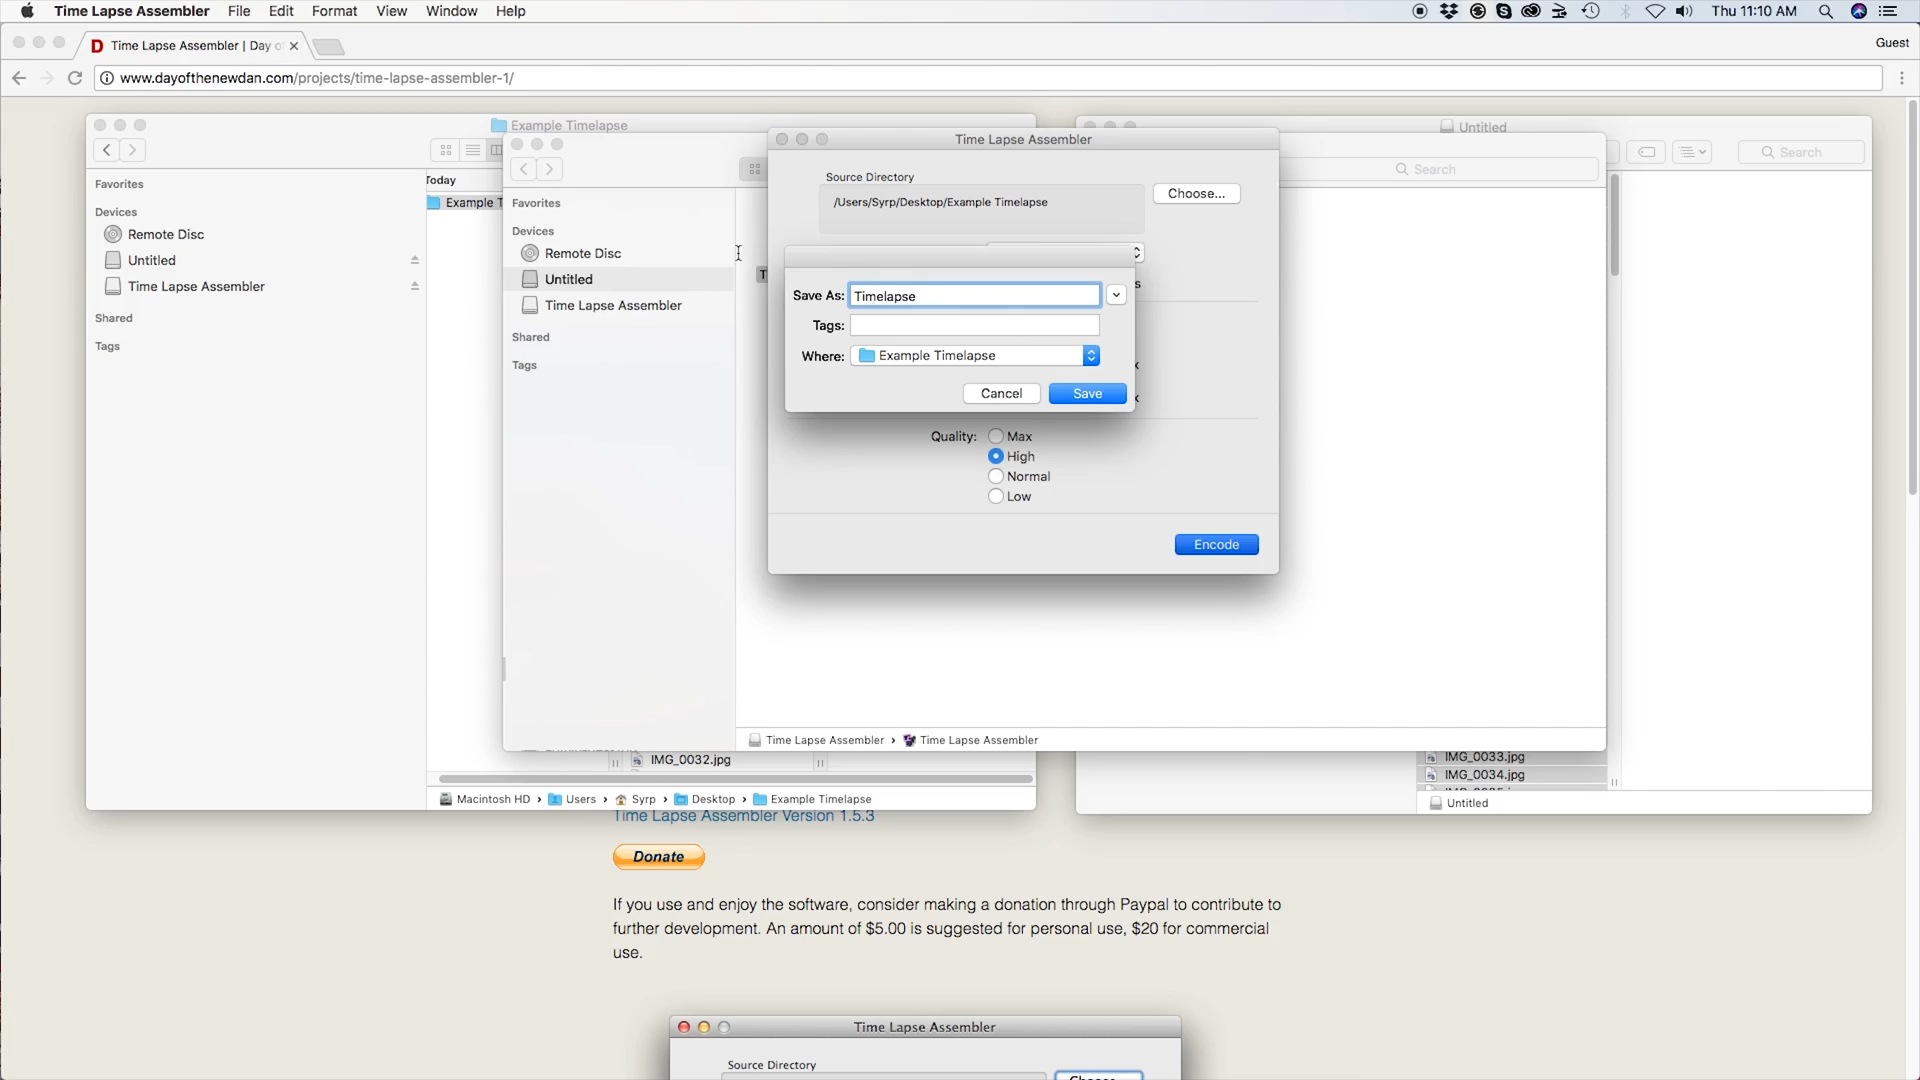 Time Lapse Assembler File Edit Format View Window Help Thu 11:10 AM
Time Lapse Assembler | Day of Guest
www.dayofthenewdan.com/projects/time-lapse-assembler-1/
Example Timelapse
Favorites
Devices
Remote Disc
Untitled
Time Lapse Assembler
Shared
Tags
Today
Example T
Favorites
Devices
Remote Disc
Untitled
Time Lapse Assembler
Shared
Tags
Search
T
Time Lapse Assembler › Time Lapse Assembler
Time Lapse Assembler
Source Directory
/Users/Syrp/Desktop/Example Timelapse
Choose...
s
x
x
Save As: Timelapse
Tags:
Where: Example Timelapse
Cancel Save
Quality: Max
High
Normal
Low
Encode
Untitled
Search
IMG_0033.jpg
IMG_0034.jpg
Untitled
IMG_0032.jpg
Macintosh HD › Users › Syrp › Desktop › Example Timelapse
Time Lapse Assembler Version 1.5.3
Donate
If you use and enjoy the software, consider making a donation through Paypal to contribute to
further development. An amount of $5.00 is suggested for personal use, $20 for commercial
use.
Time Lapse Assembler
Source Directory
Choose...